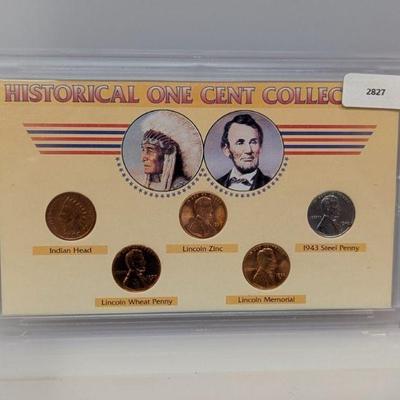 HISTORICAL ONE CENT COLLEC
2827
Indian Head
Lincoln Zinc
1943 Steel Penny
Lincoln Wheat Penny
Lincoln Memorial